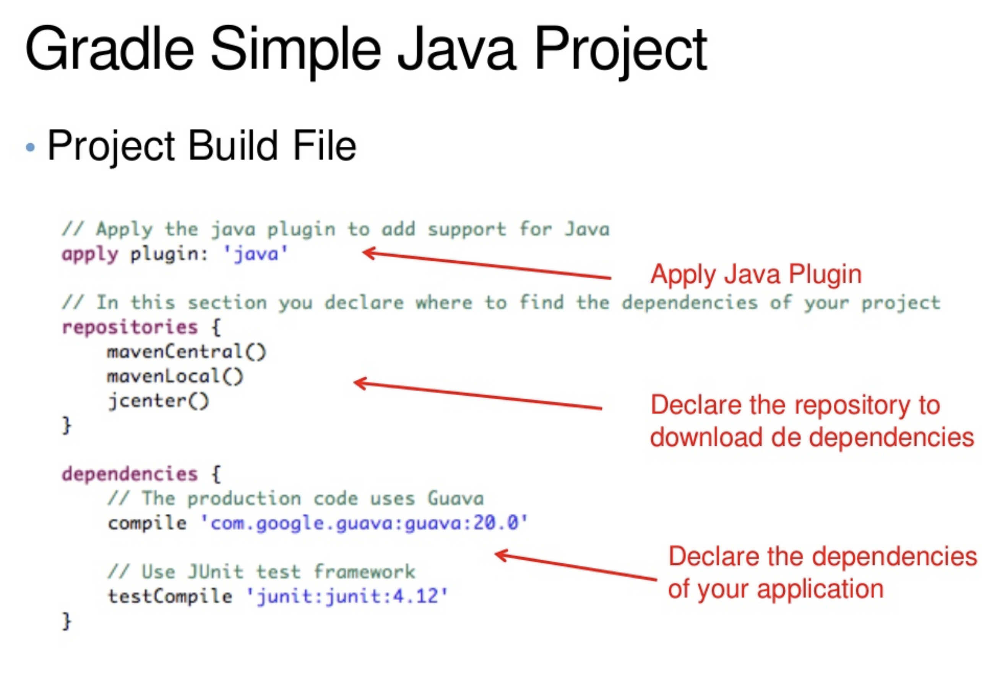 Gradle Simple Java Project
• Project Build File
// Apply the java plugin to add support for Java
apply plugin: 'java'
Apply Java Plugin
// In this section you declare where to find the dependencies of your project
repositories {
mavenCentral()
mavenLocal()
jcenter()
}
Declare the repository to
download de dependencies
dependencies {
// The production code uses Guava
compile 'com.google.guava:guava:20.0'
// Use JUnit test framework
testCompile 'junit:junit:4.12'
}
Declare the dependencies
of your application